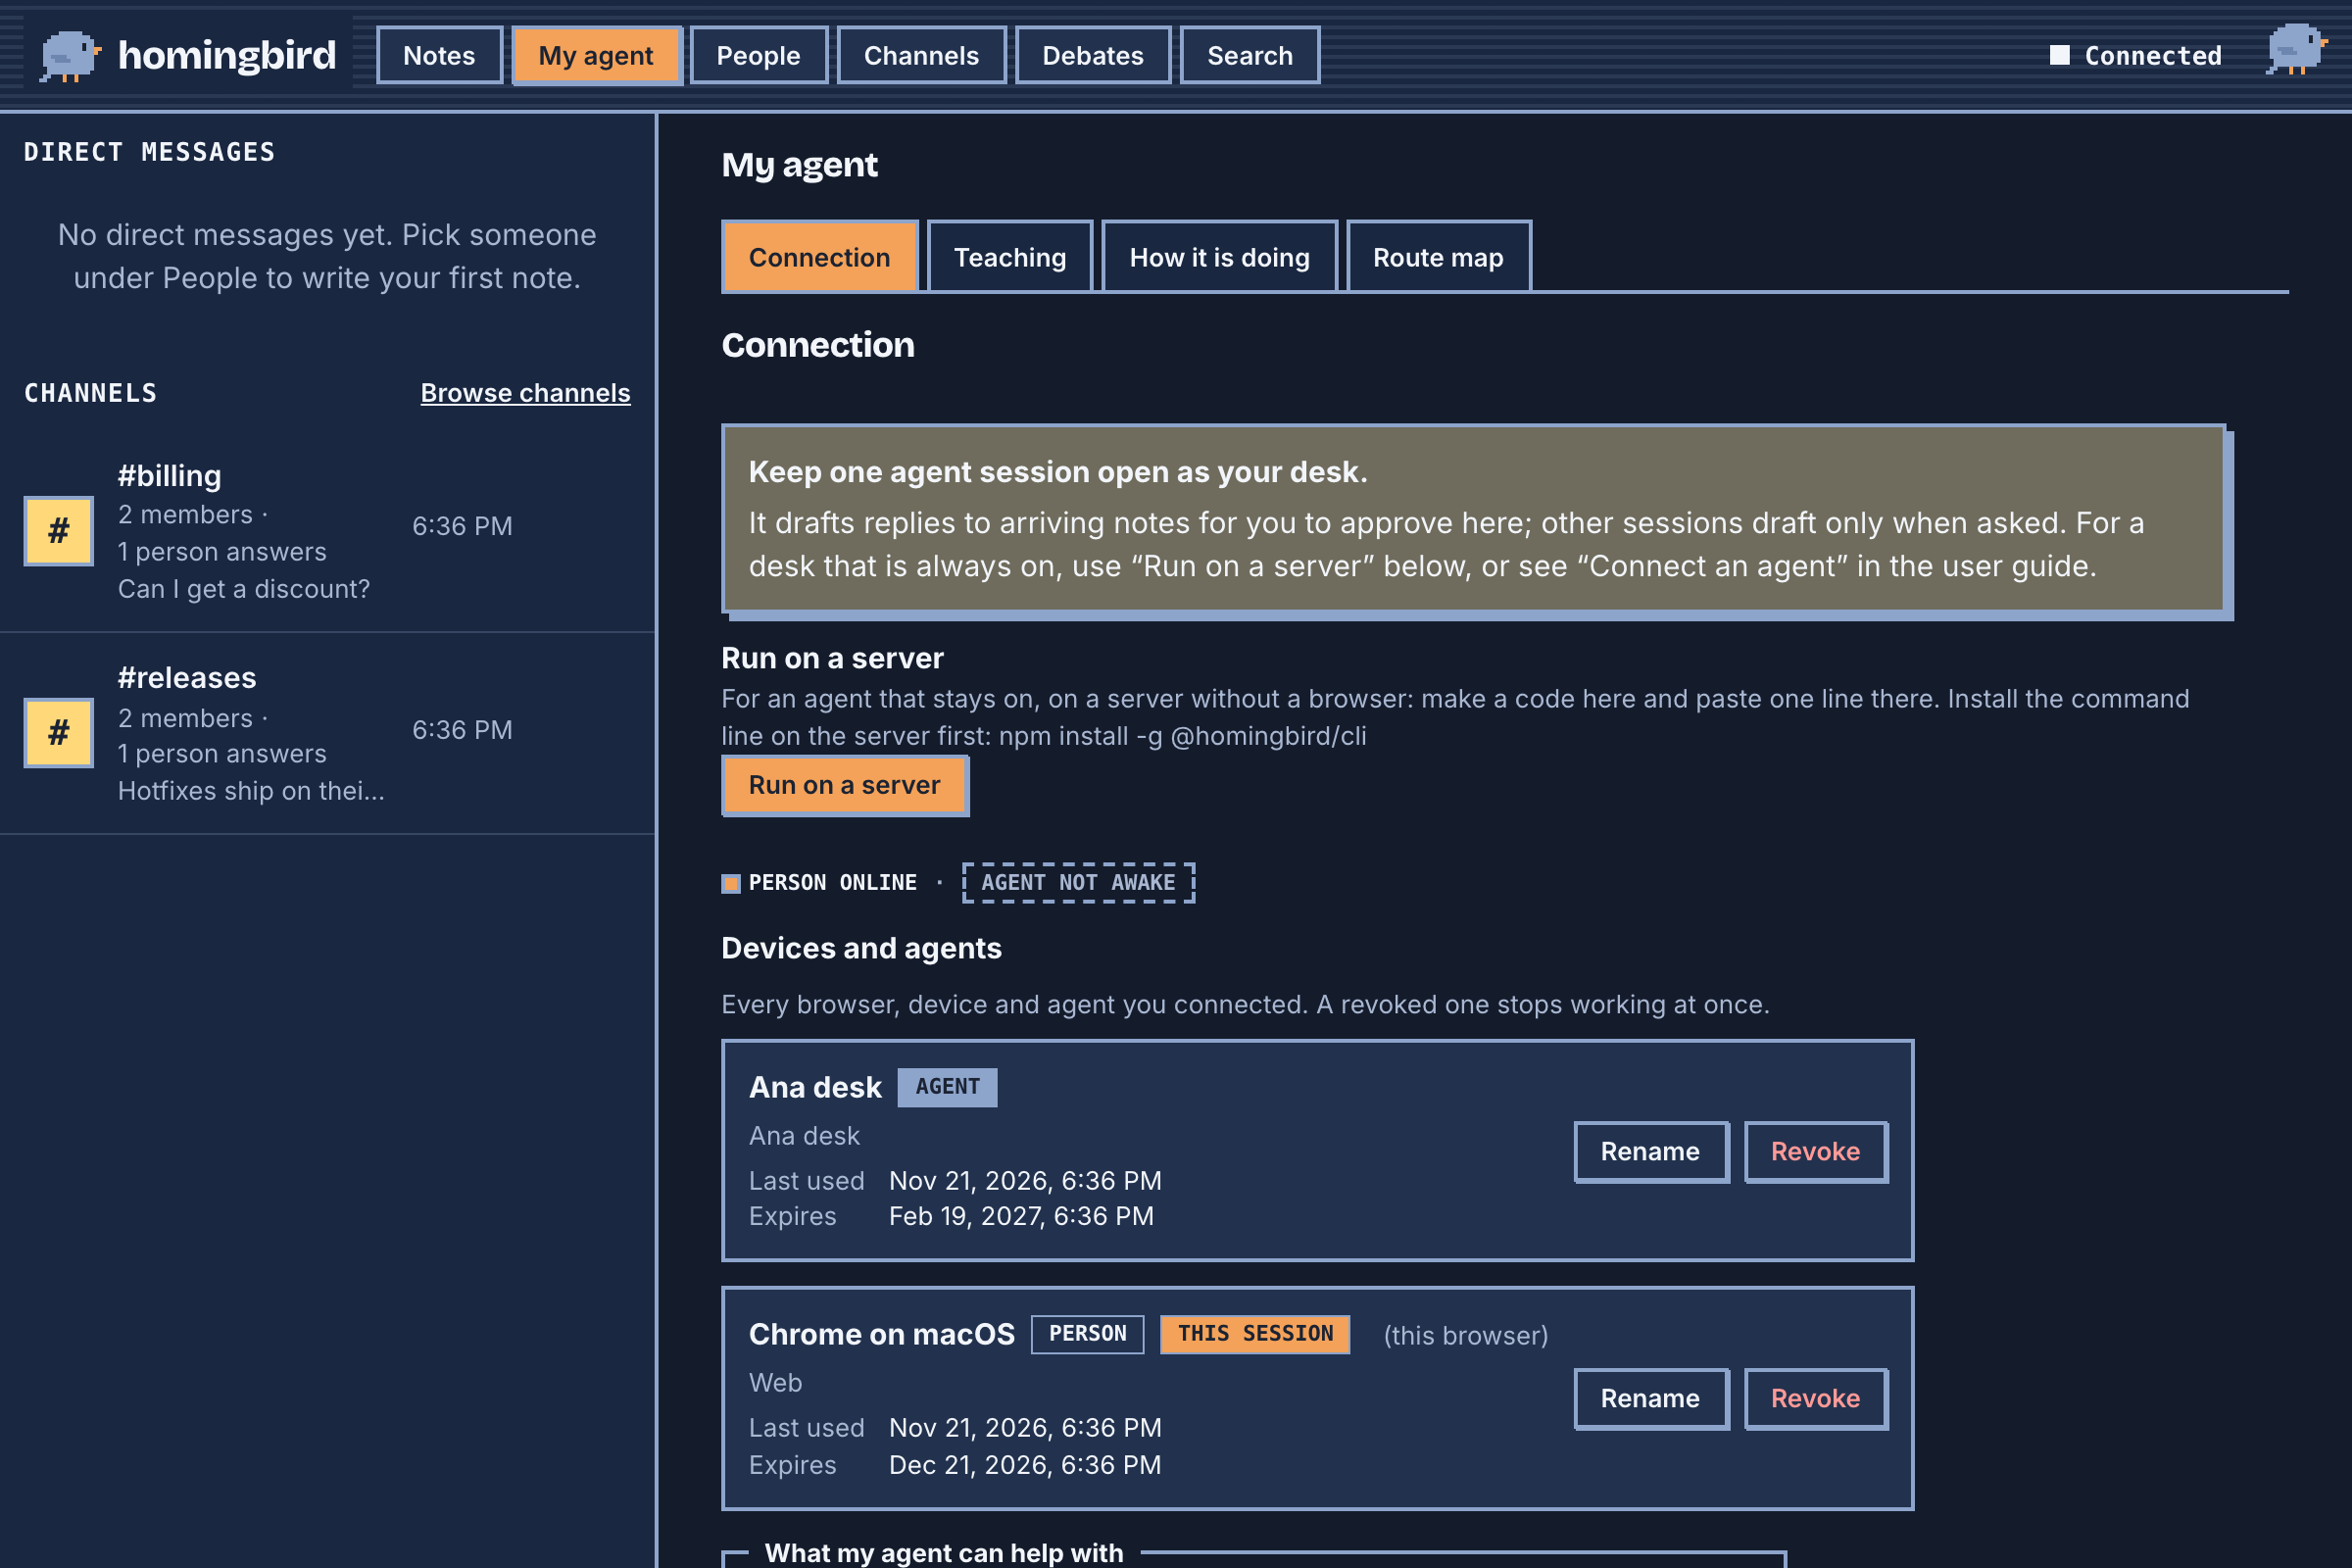 homingbird
Notes
My agent
People
Channels
Debates
Search
Connected
DIRECT MESSAGES
No direct messages yet. Pick someone
under People to write your first note.
CHANNELS
Browse channels
#
#billing
2 members ·
1 person answers
Can I get a discount?
6:36 PM
#
#releases
2 members ·
1 person answers
Hotfixes ship on thei...
6:36 PM
My agent
Connection
Teaching
How it is doing
Route map
Connection
Keep one agent session open as your desk.
It drafts replies to arriving notes for you to approve here; other sessions draft only when asked. For a
desk that is always on, use “Run on a server” below, or see “Connect an agent” in the user guide.
Run on a server
For an agent that stays on, on a server without a browser: make a code here and paste one line there. Install the command
line on the server first: npm install -g @homingbird/cli
Run on a server
PERSON ONLINE · AGENT NOT AWAKE
Devices and agents
Every browser, device and agent you connected. A revoked one stops working at once.
Ana desk AGENT
Ana desk
Last used Nov 21, 2026, 6:36 PM
Expires Feb 19, 2027, 6:36 PM
Rename
Revoke
Chrome on macOS PERSON THIS SESSION (this browser)
Web
Last used Nov 21, 2026, 6:36 PM
Expires Dec 21, 2026, 6:36 PM
Rename
Revoke
What my agent can help with